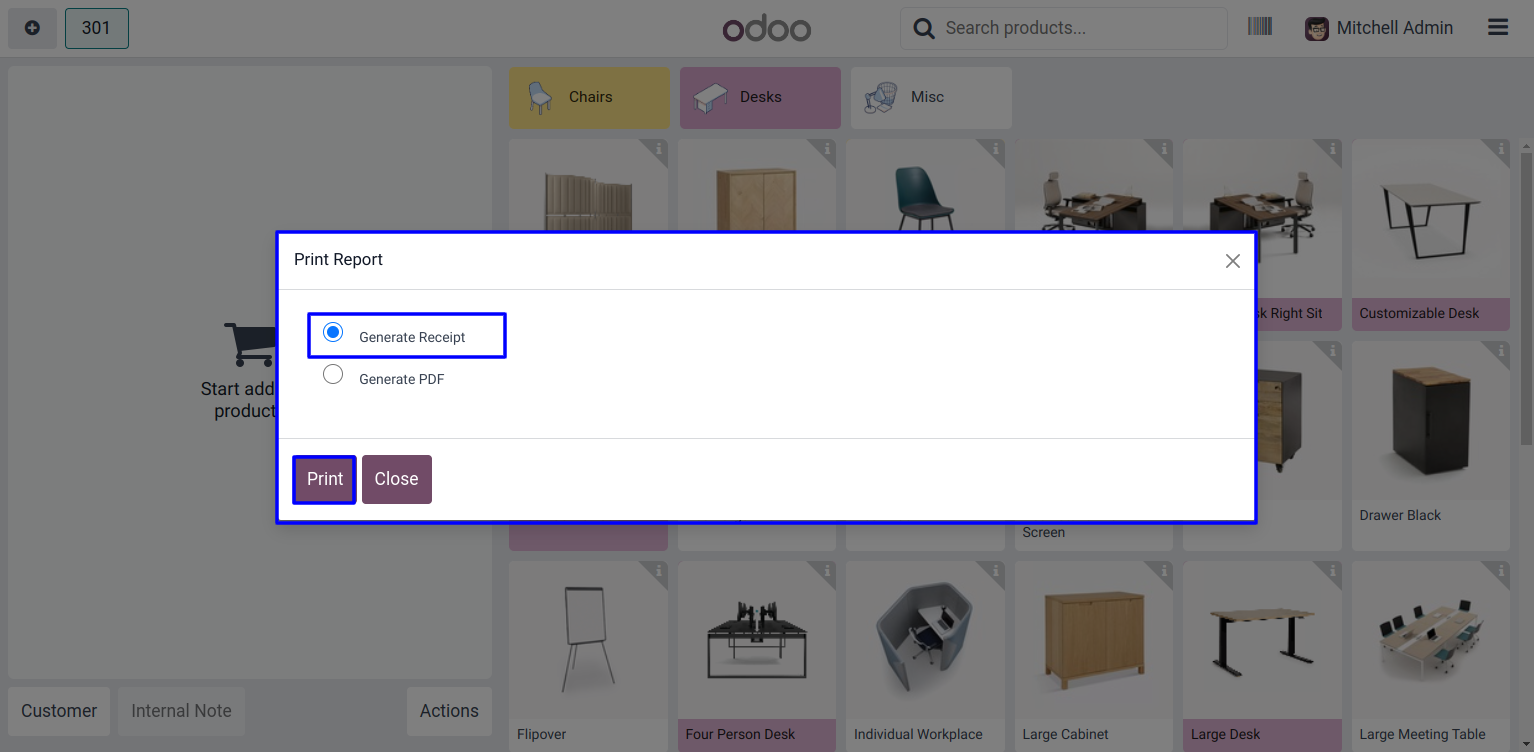 301
odoo
Search products...
Mitchell Admin
Chairs
Desks
Misc
Print Report
Generate Receipt
Generate PDF
Print
Close
Start add
product
Right Sit
Customizable Desk
Screen
Drawer Black
Flipover
Four Person Desk
Individual Workplace
Large Cabinet
Large Desk
Large Meeting Table
Customer
Internal Note
Actions